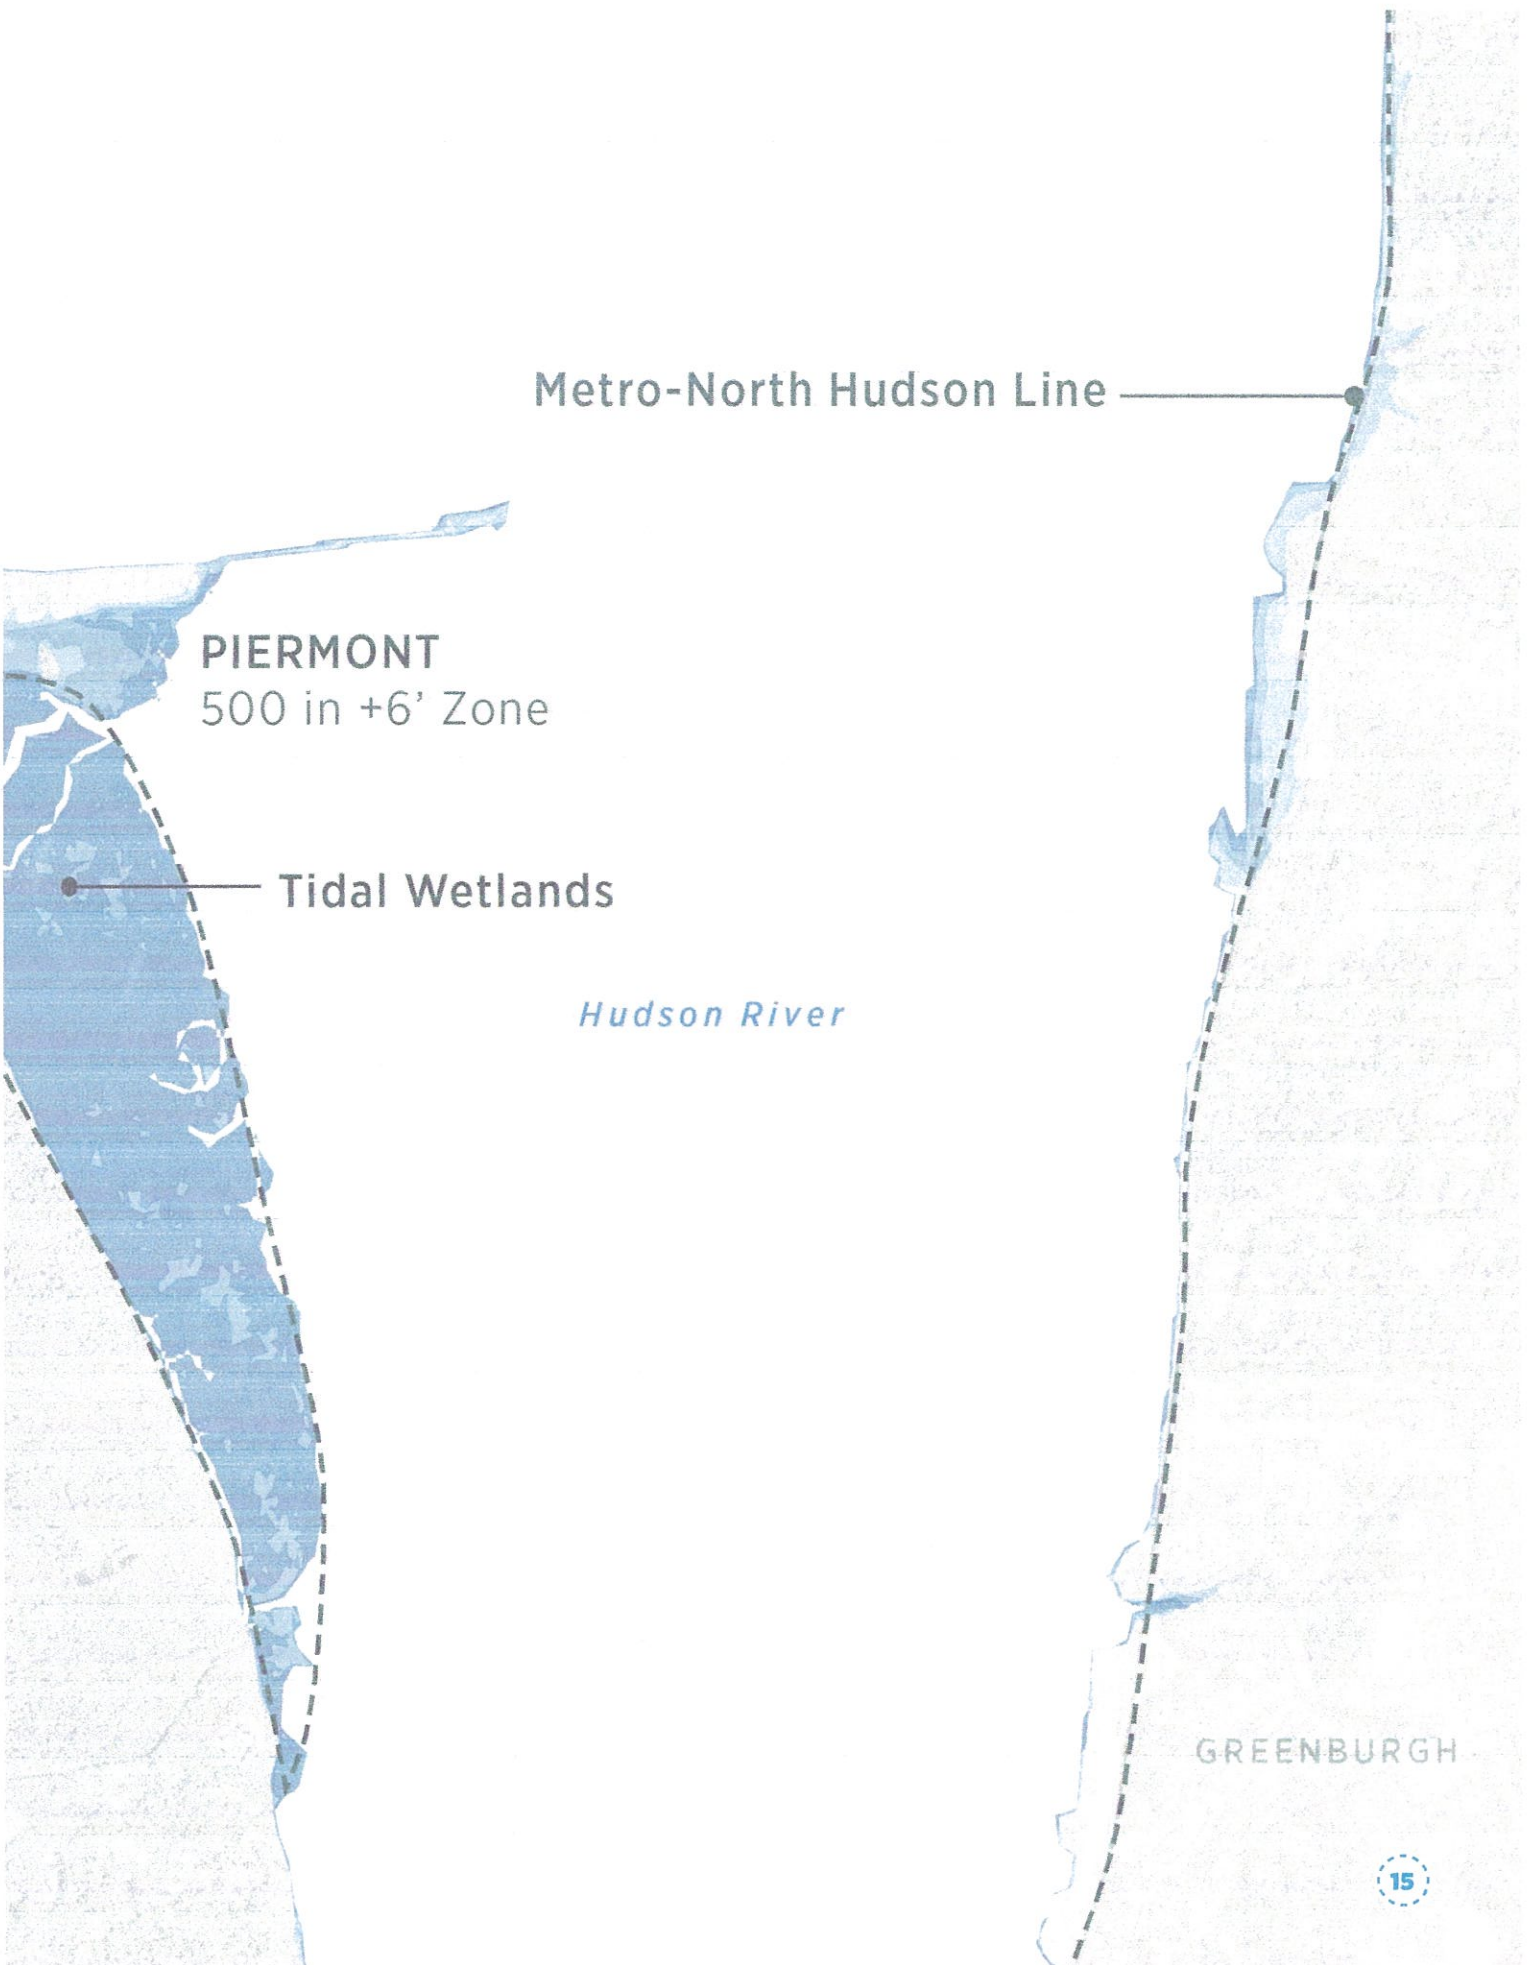 Metro-North Hudson Line
PIERMONT
500 in +6’ Zone
Tidal Wetlands
Hudson River
GREENBURGH
15